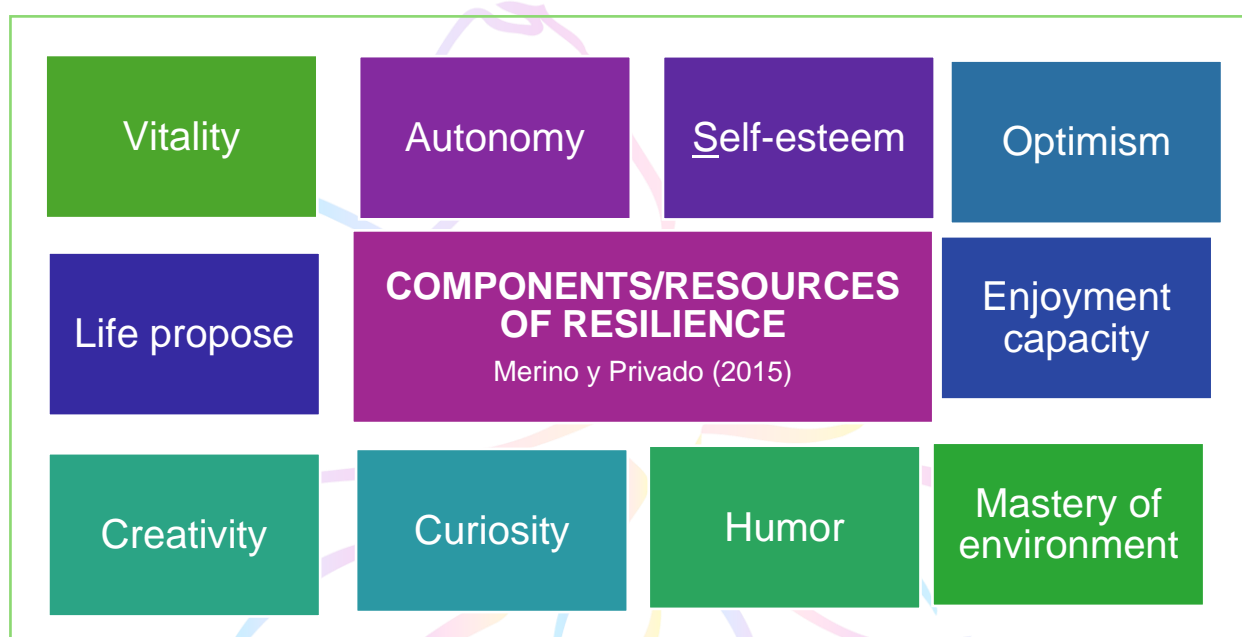 Vitality
Autonomy
Self-esteem
Optimism
Life propose
COMPONENTS/RESOURCES
OF RESILIENCE
Merino y Privado (2015)
Enjoyment
capacity
Creativity
Curiosity
Humor
Mastery of
environment